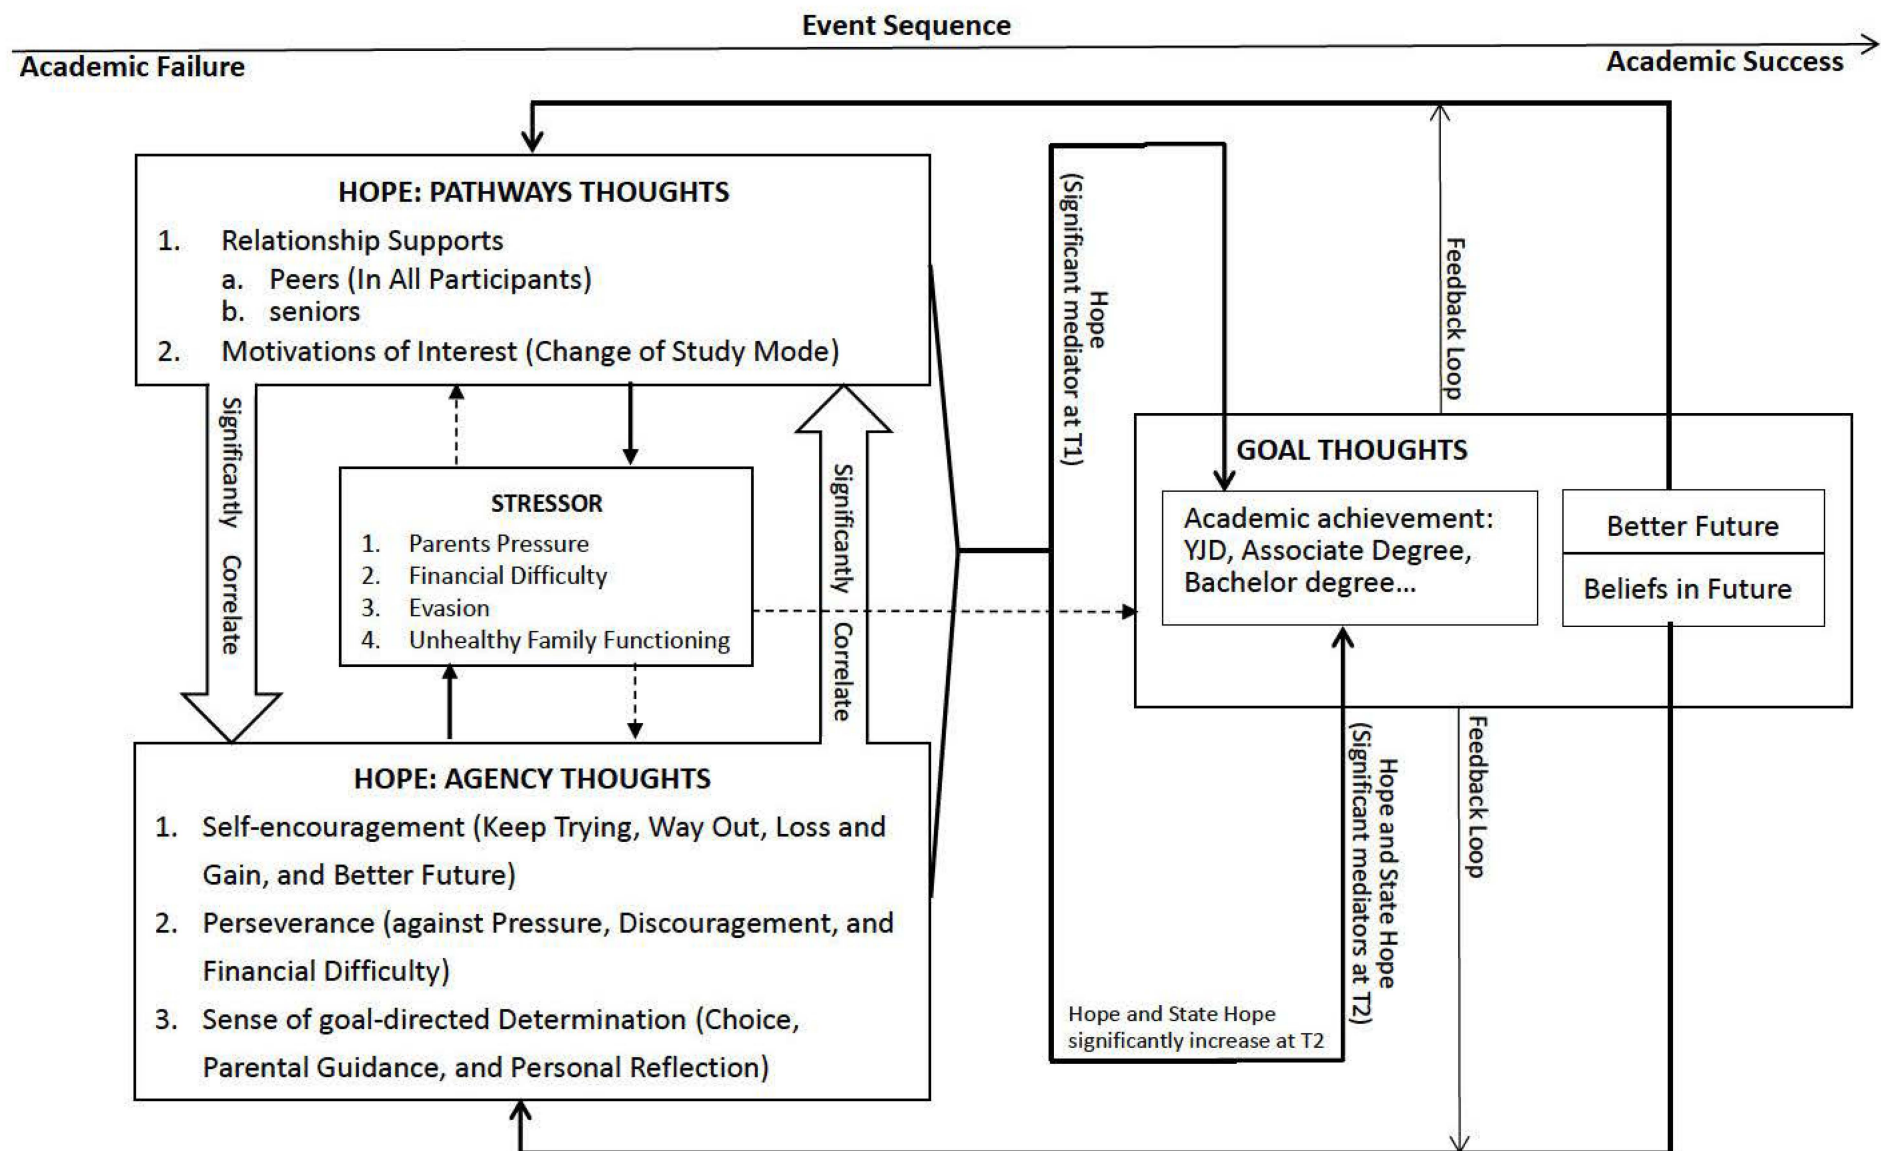 Event Sequence
Academic Failure
Academic Success
HOPE: PATHWAYS THOUGHTS
1. Relationship Supports
a. Peers (In All Participants)
b. seniors
2. Motivations of Interest (Change of Study Mode)
Significantly Correlate
STRESSOR
1. Parents Pressure
2. Financial Difficulty
3. Evasion
4. Unhealthy Family Functioning
Significantly Correlate
HOPE: AGENCY THOUGHTS
1. Self-encouragement (Keep Trying, Way Out, Loss and
Gain, and Better Future)
2. Perseverance (against Pressure, Discouragement, and
Financial Difficulty)
3. Sense of goal-directed Determination (Choice,
Parental Guidance, and Personal Reflection)
Hope
(Significant mediator at T1)
Feedback Loop
GOAL THOUGHTS
Academic achievement:
YJD, Associate Degree,
Bachelor degree...
Better Future
Beliefs in Future
Hope and State Hope
(Significant mediators at T2)
Feedback Loop
Hope and State Hope
significantly increase at T2